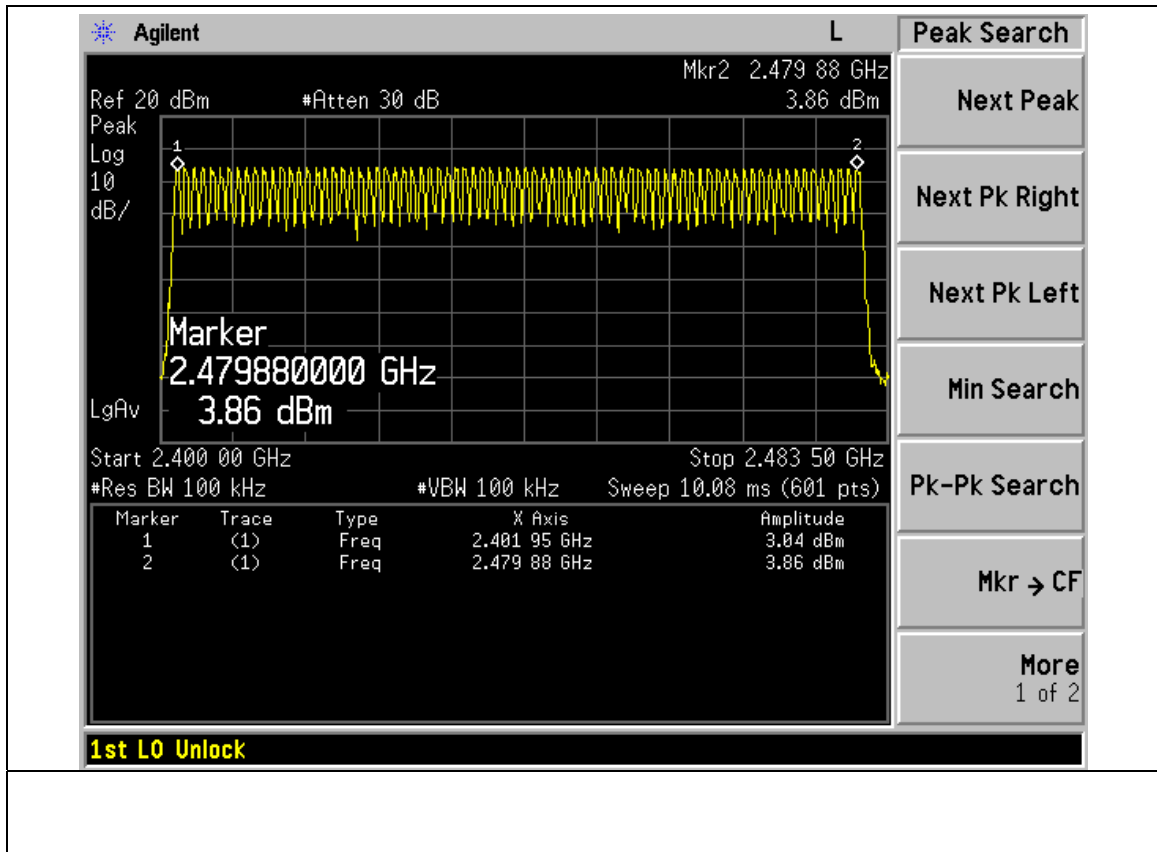 Agilent L Peak Search
Mkr2 2.479 88 GHz
Ref 20 dBm #Atten 30 dB 3.86 dBm
Peak
Log
10
dB/
1
2
Marker
2.479880000 GHz
3.86 dBm
LgAv
Start 2.400 00 GHz Stop 2.483 50 GHz
#Res BW 100 kHz #VBW 100 kHz Sweep 10.08 ms (601 pts)
Marker Trace Type X Axis Amplitude
1 (1) Freq 2.401 95 GHz 3.04 dBm
2 (1) Freq 2.479 88 GHz 3.86 dBm
1st LO Unlock
Next Peak
Next Pk Right
Next Pk Left
Min Search
Pk-Pk Search
Mkr → CF
More
1 of 2